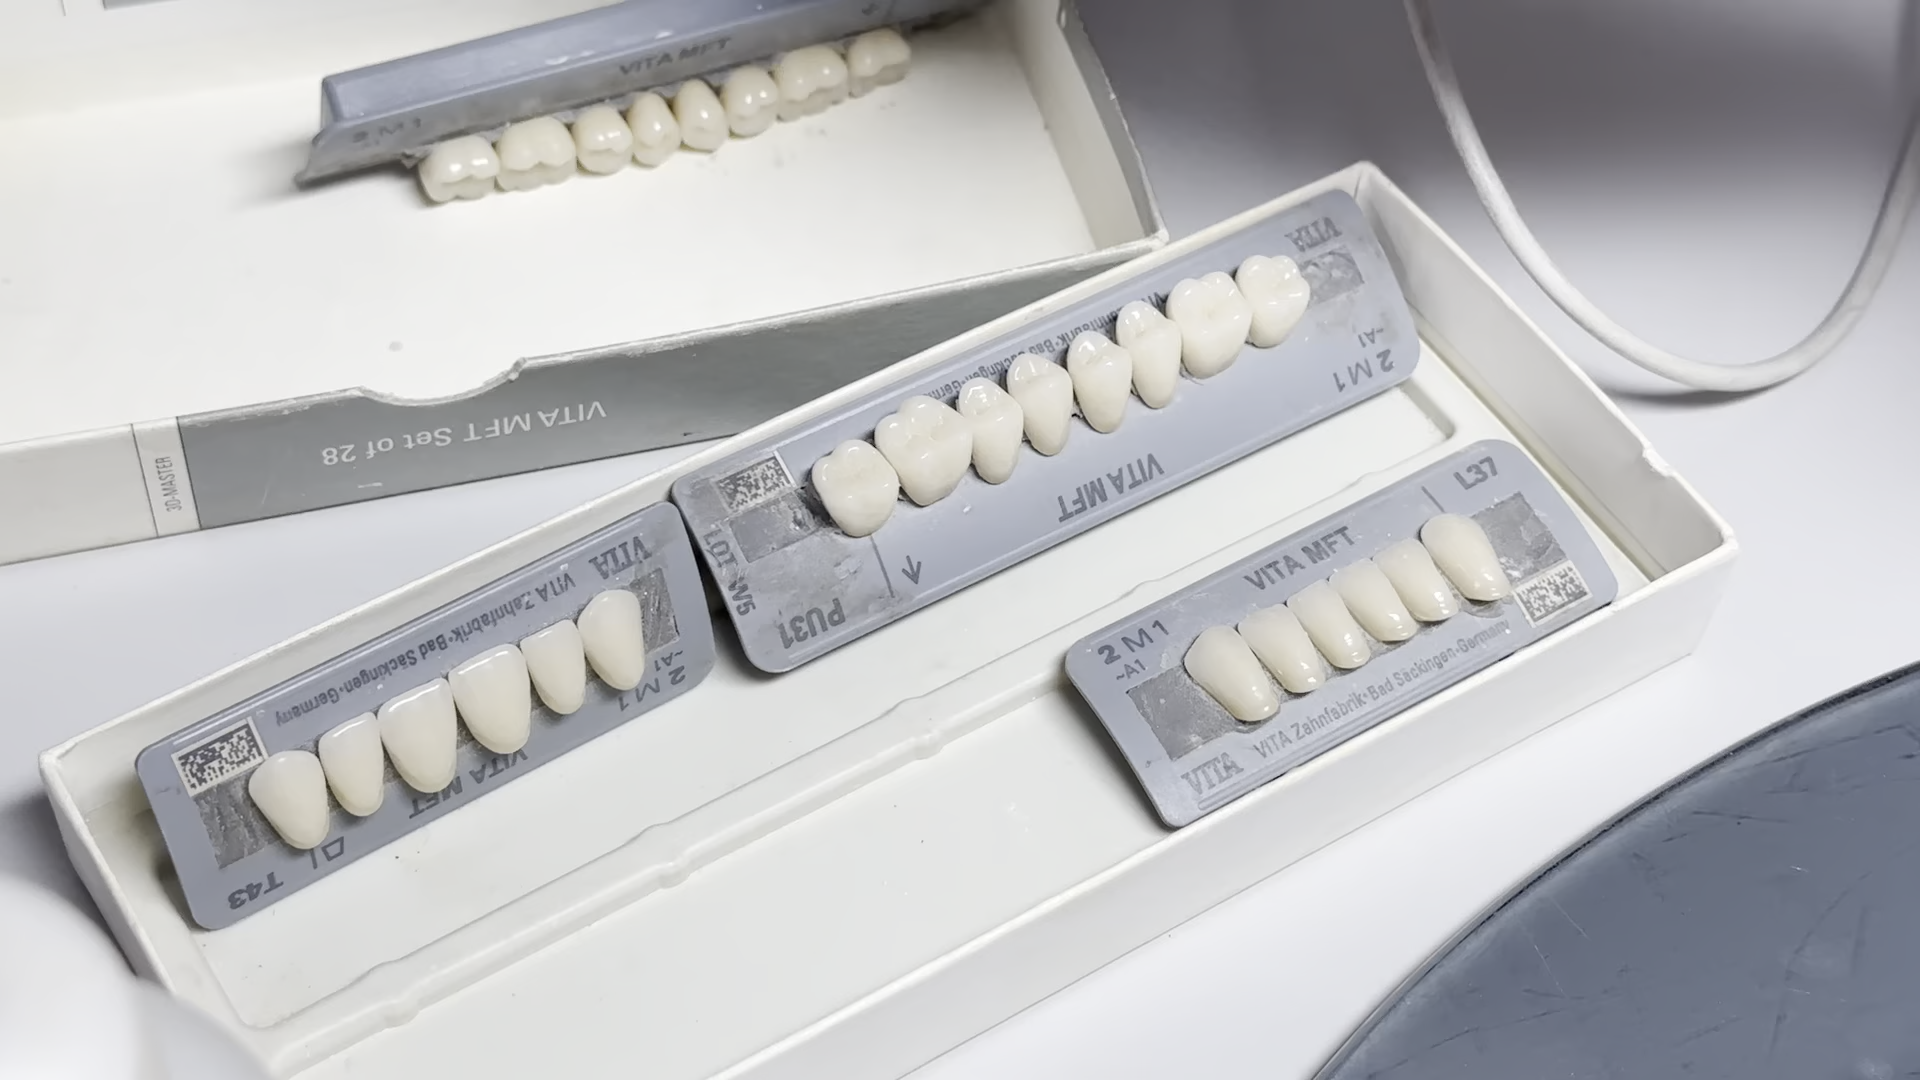 VITA MFT
2 M1
VITA MFT Set of 28
3D-MASTER
VITA
~A1
2 M1
VITA MFT
PU31
VITA
VITA Zahnfabrik·Bad Säckingen·Germany
~A1
2 M1
VITA MFT
T43
L37
VITA MFT
2 M1
~A1
VITA Zahnfabrik·Bad Säckingen·Germany
VITA